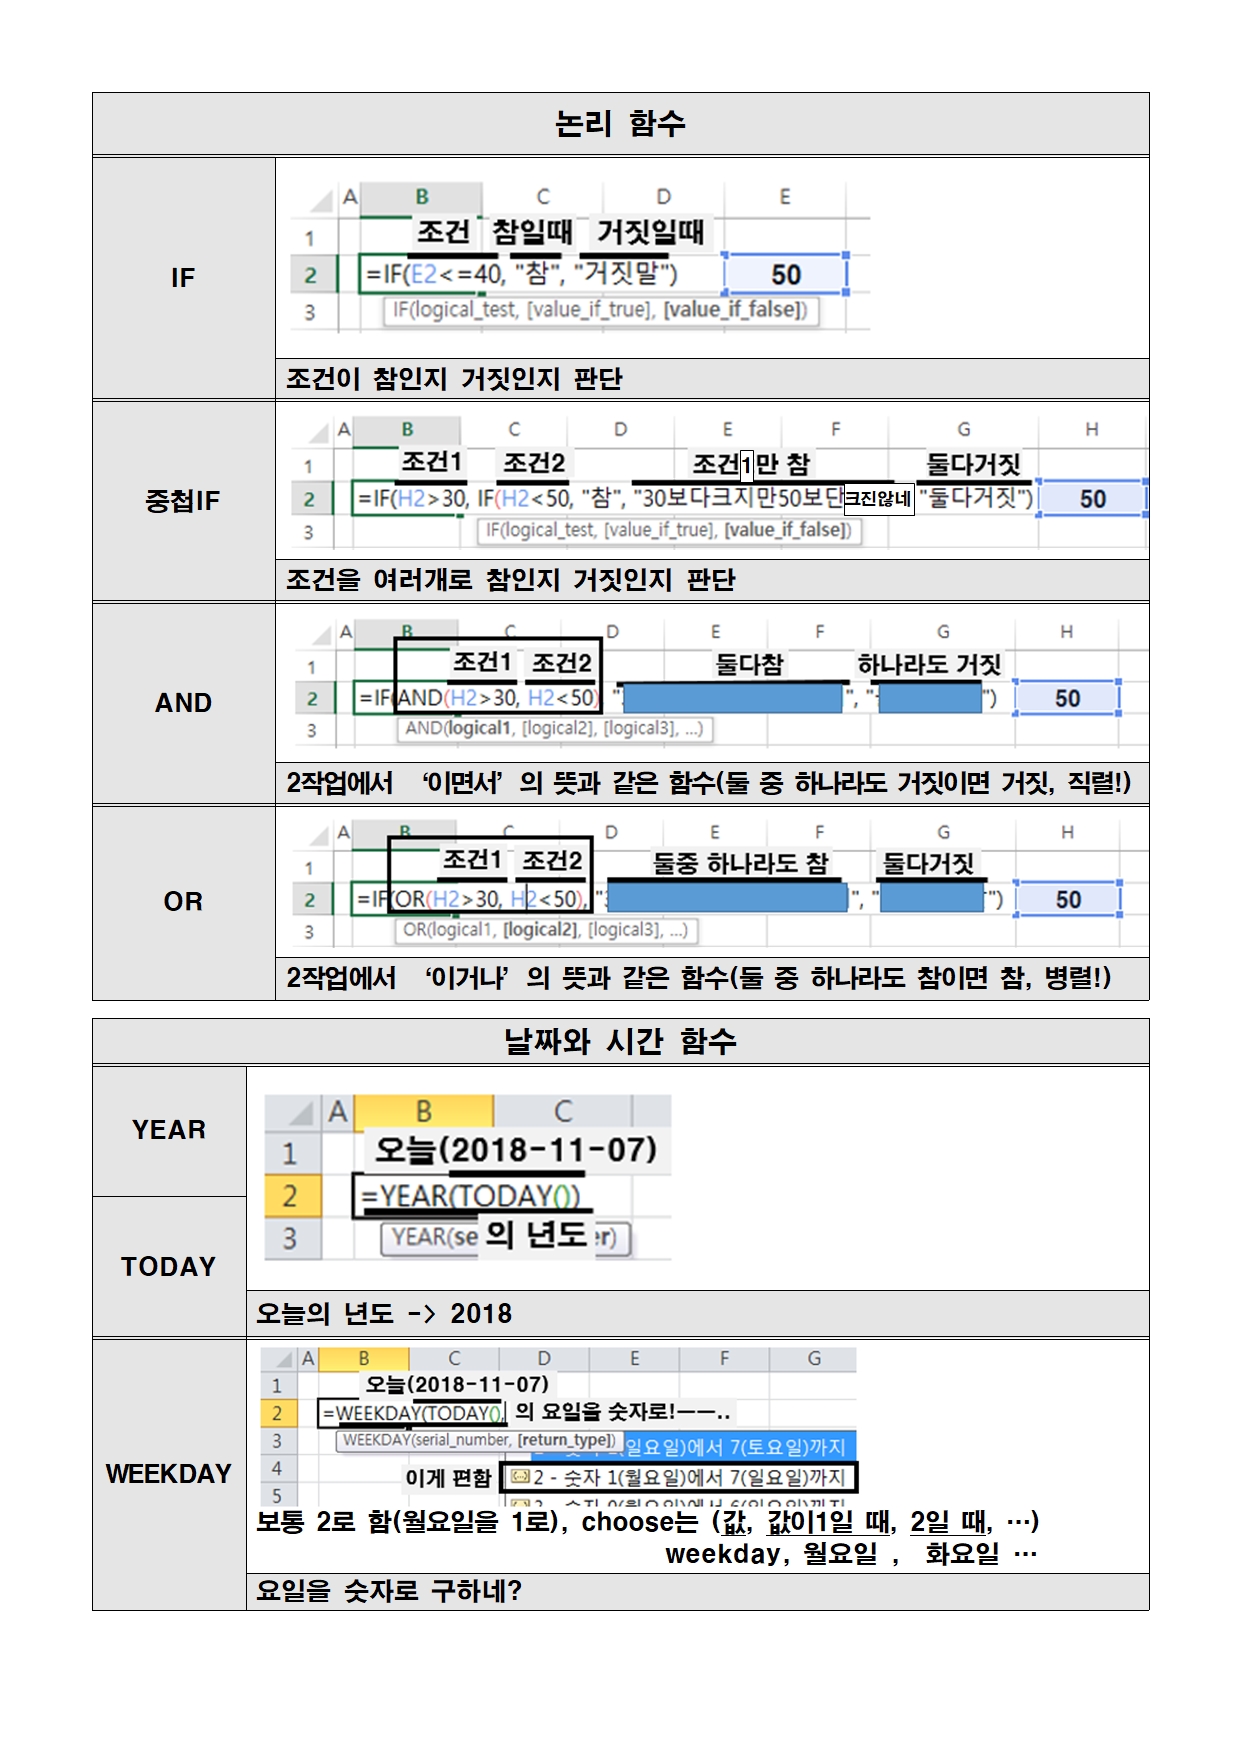 논리 함수
IF
A B C D E
1 조건 참일때 거짓일때
2 =IF(E2<=40, "참", "거짓말") 50
3 IF(logical_test, [value_if_true], [value_if_false])
조건이 참인지 거짓인지 판단
중첩IF
A B C D E F G H
1 조건1 조건2 조건1만 참 둘다거짓
2 =IF(H2>30, IF(H2<50, "참", "30보다크지만50보단크진않네 "둘다거짓") 50
3 IF(logical_test, [value_if_true], [value_if_false])
조건을 여러개로 참인지 거짓인지 판단
AND
A B C D E F G H
1 조건1 조건2 둘다참 하나라도 거짓
2 =IF(AND(H2>30, H2<50) " ", " ") 50
3 AND(logical1, [logical2], [logical3], ...)
2작업에서 ‘이면서’의 뜻과 같은 함수(둘 중 하나라도 거짓이면 거짓, 직렬!)
OR
A B C D E F G H
1 조건1 조건2 둘중 하나라도 참 둘다거짓
2 =IF(OR(H2>30, H2<50), " ", " ") 50
3 OR(logical1, [logical2], [logical3], ...)
2작업에서 ‘이거나’의 뜻과 같은 함수(둘 중 하나라도 참이면 참, 병렬!)
날짜와 시간 함수
YEAR
TODAY
A B C
1 오늘(2018-11-07)
2 =YEAR(TODAY())
3 YEAR(se 의 년도 er)
오늘의 년도 -> 2018
WEEKDAY
A B C D E F G
1 오늘(2018-11-07)
2 =WEEKDAY(TODAY(), 의 요일을 숫자로!ㅡㅡ..
3 WEEKDAY(serial_number, [return_type]) (일요일)에서 7(토요일)까지
4 이게 편함 2 - 숫자 1(월요일)에서 7(일요일)까지
5
보통 2로 함(월요일을 1로), choose는 (값, 값이1일 때, 2일 때, …)
weekday, 월요일 , 화요일 …
요일을 숫자로 구하네?